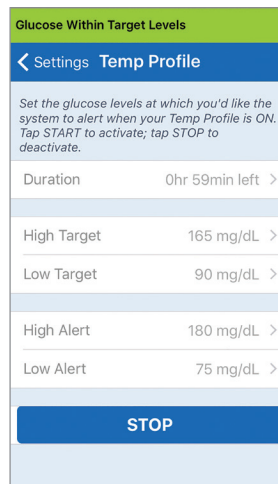 Glucose Within Target Levels
Settings Temp Profile
Set the glucose levels at which you'd like the
system to alert when your Temp Profile is ON.
Tap START to activate; tap STOP to
deactivate.
Duration 0hr 59min left
High Target 165 mg/dL
Low Target 90 mg/dL
High Alert 180 mg/dL
Low Alert 75 mg/dL
STOP